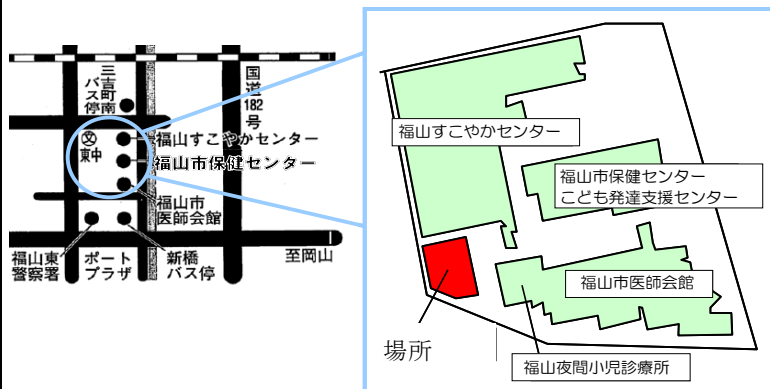 三吉町南
バス停
国道182号
福山すこやかセンター
東中
福山市保健センター
福山市
医師会館
福山東
警察署
ポート
プラザ
新橋
バス停
至岡山
福山すこやかセンター
福山市保健センター
こども発達支援センター
福山市医師会館
場所
福山夜間小児診療所